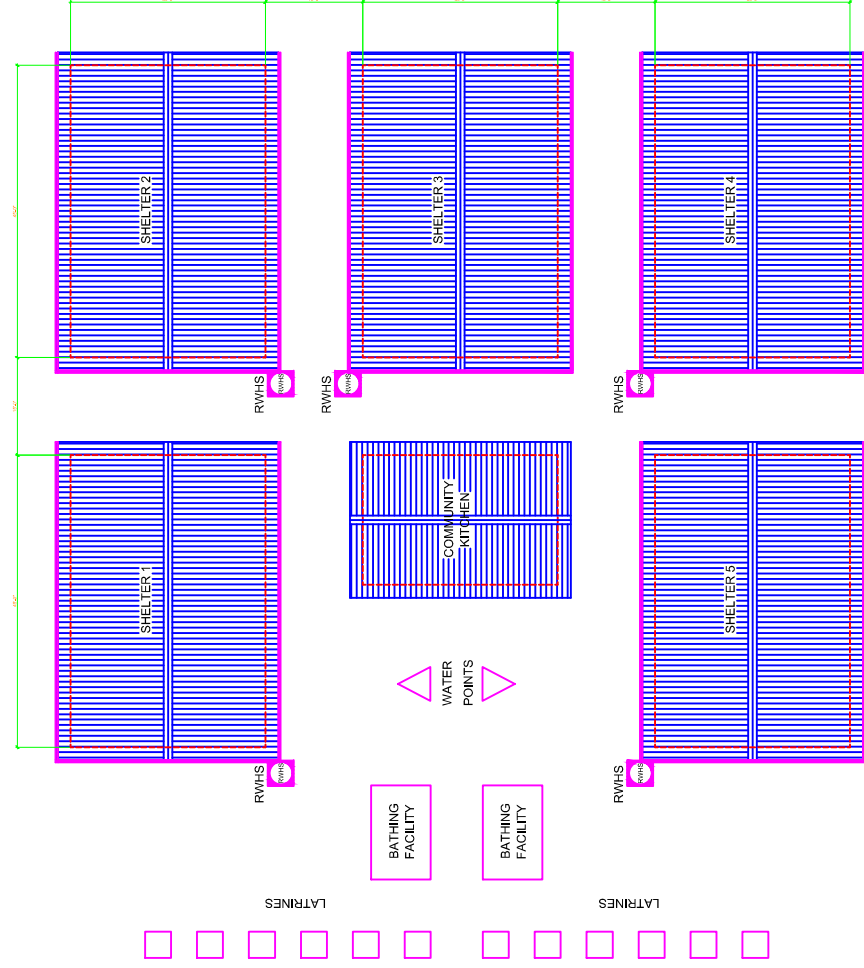 SHELTER 2
SHELTER 3
SHELTER 4
RWHS
RWHS
RWHS
RWHS
RWHS
RWHS
SHELTER 1
COMMUNITY
KITCHEN
SHELTER 5
WATER
POINTS
RWHS
RWHS
RWHS
RWHS
BATHING
FACILITY
BATHING
FACILITY
LATRINES
LATRINES